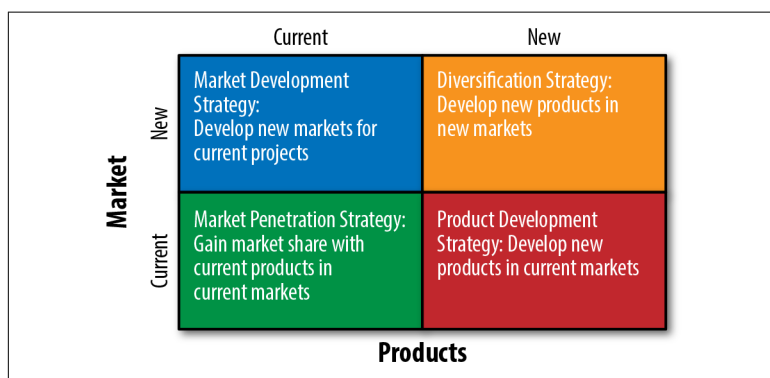 Current
New
Market Development
Strategy:
Develop new markets for
current projects
Diversification Strategy:
Develop new products in
new markets
New
Market
Current
Market Penetration Strategy:
Gain market share with
current products in
current markets
Product Development
Strategy: Develop new
products in current markets
Products